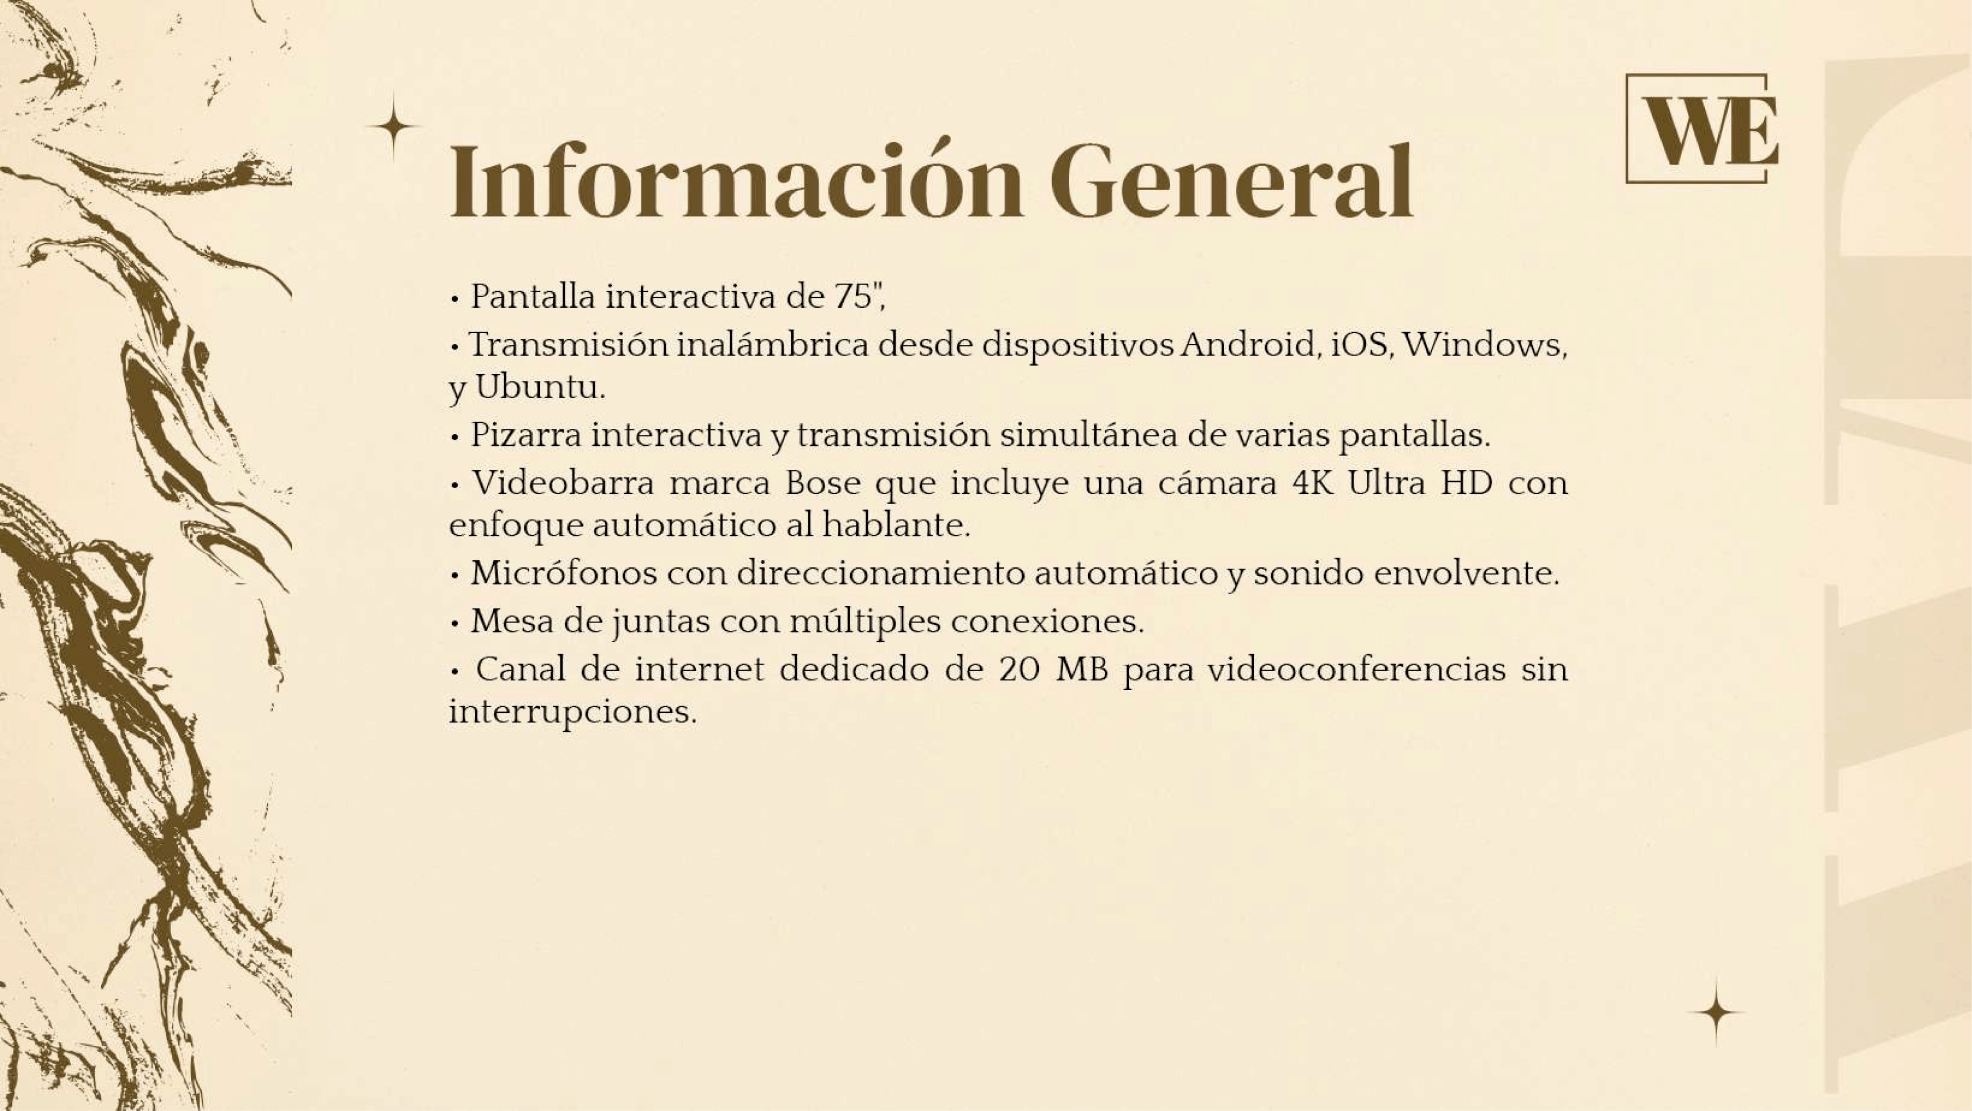 WE
Información General
• Pantalla interactiva de 75",
• Transmisión inalámbrica desde dispositivos Android, iOS, Windows,
y Ubuntu.
• Pizarra interactiva y transmisión simultánea de varias pantallas.
• Videobarra marca Bose que incluye una cámara 4K Ultra HD con
enfoque automático al hablante.
• Micrófonos con direccionamiento automático y sonido envolvente.
• Mesa de juntas con múltiples conexiones.
• Canal de internet dedicado de 20 MB para videoconferencias sin
interrupciones.